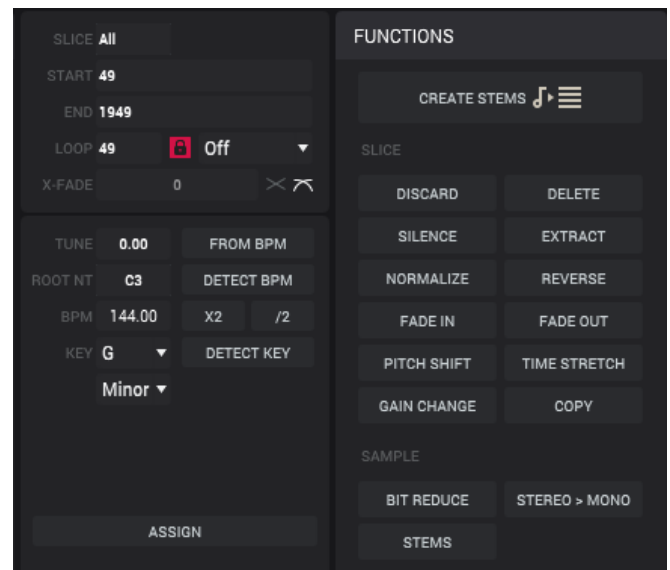 SLICE All
START 49
END 1949
LOOP 49 Off
X-FADE 0
TUNE 0.00 FROM BPM
ROOT NT C3 DETECT BPM
BPM 144.00 X2 /2
KEY G DETECT KEY
Minor
ASSIGN
FUNCTIONS
CREATE STEMS
SLICE
DISCARD DELETE
SILENCE EXTRACT
NORMALIZE REVERSE
FADE IN FADE OUT
PITCH SHIFT TIME STRETCH
GAIN CHANGE COPY
SAMPLE
BIT REDUCE STEREO > MONO
STEMS